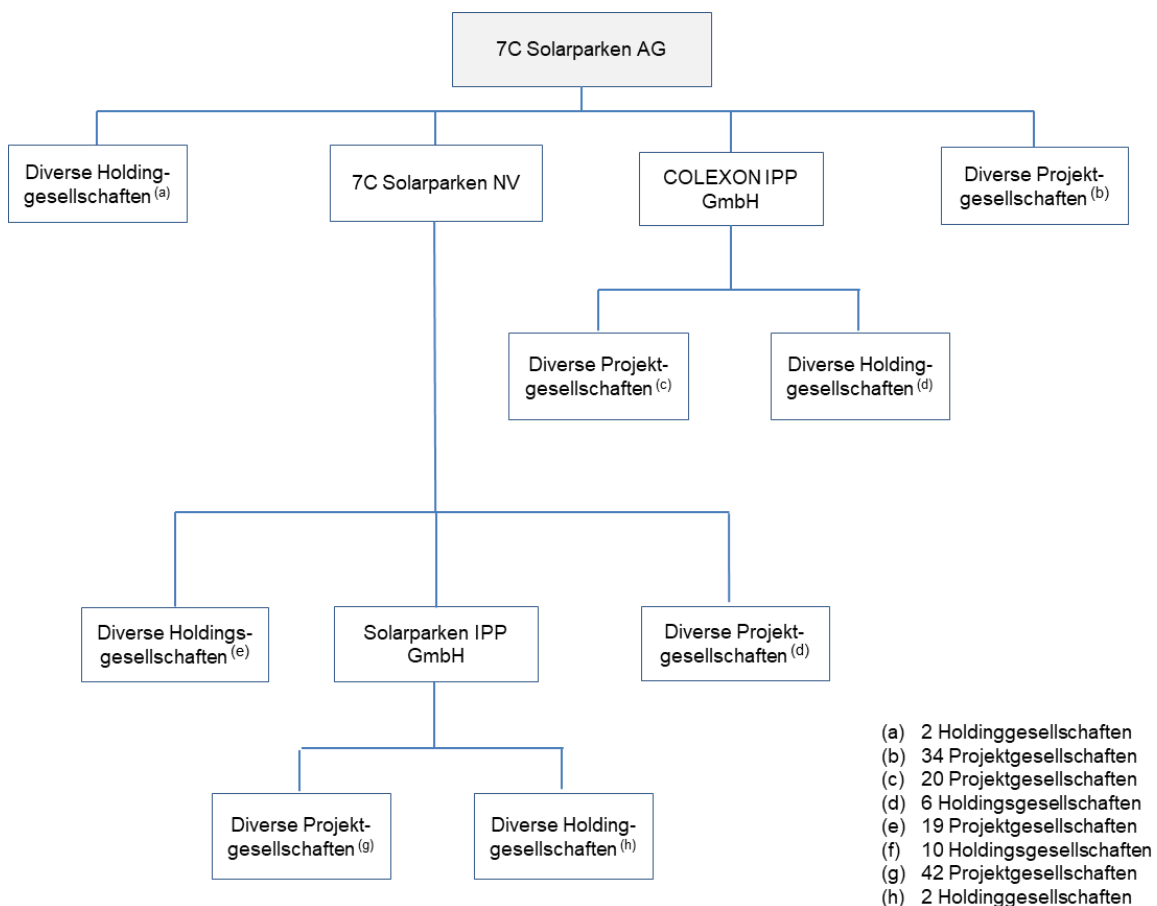 7C Solarparken AG
Diverse Holding-
gesellschaften (a)
7C Solarparken NV
COLEXON IPP
GmbH
Diverse Projekt-
gesellschaften (b)
Diverse Projekt-
gesellschaften (c)
Diverse Holding-
gesellschaften (d)
Diverse Holdings-
gesellschaften (e)
Solarparken IPP
GmbH
Diverse Projekt-
gesellschaften (d)
Diverse Projekt-
gesellschaften (g)
Diverse Holding-
gesellschaften (h)
(a) 2 Holdinggesellschaften
(b) 34 Projektgesellschaften
(c) 20 Projektgesellschaften
(d) 6 Holdingsgesellschaften
(e) 19 Projektgesellschaften
(f) 10 Holdingsgesellschaften
(g) 42 Projektgesellschaften
(h) 2 Holdinggesellschaften